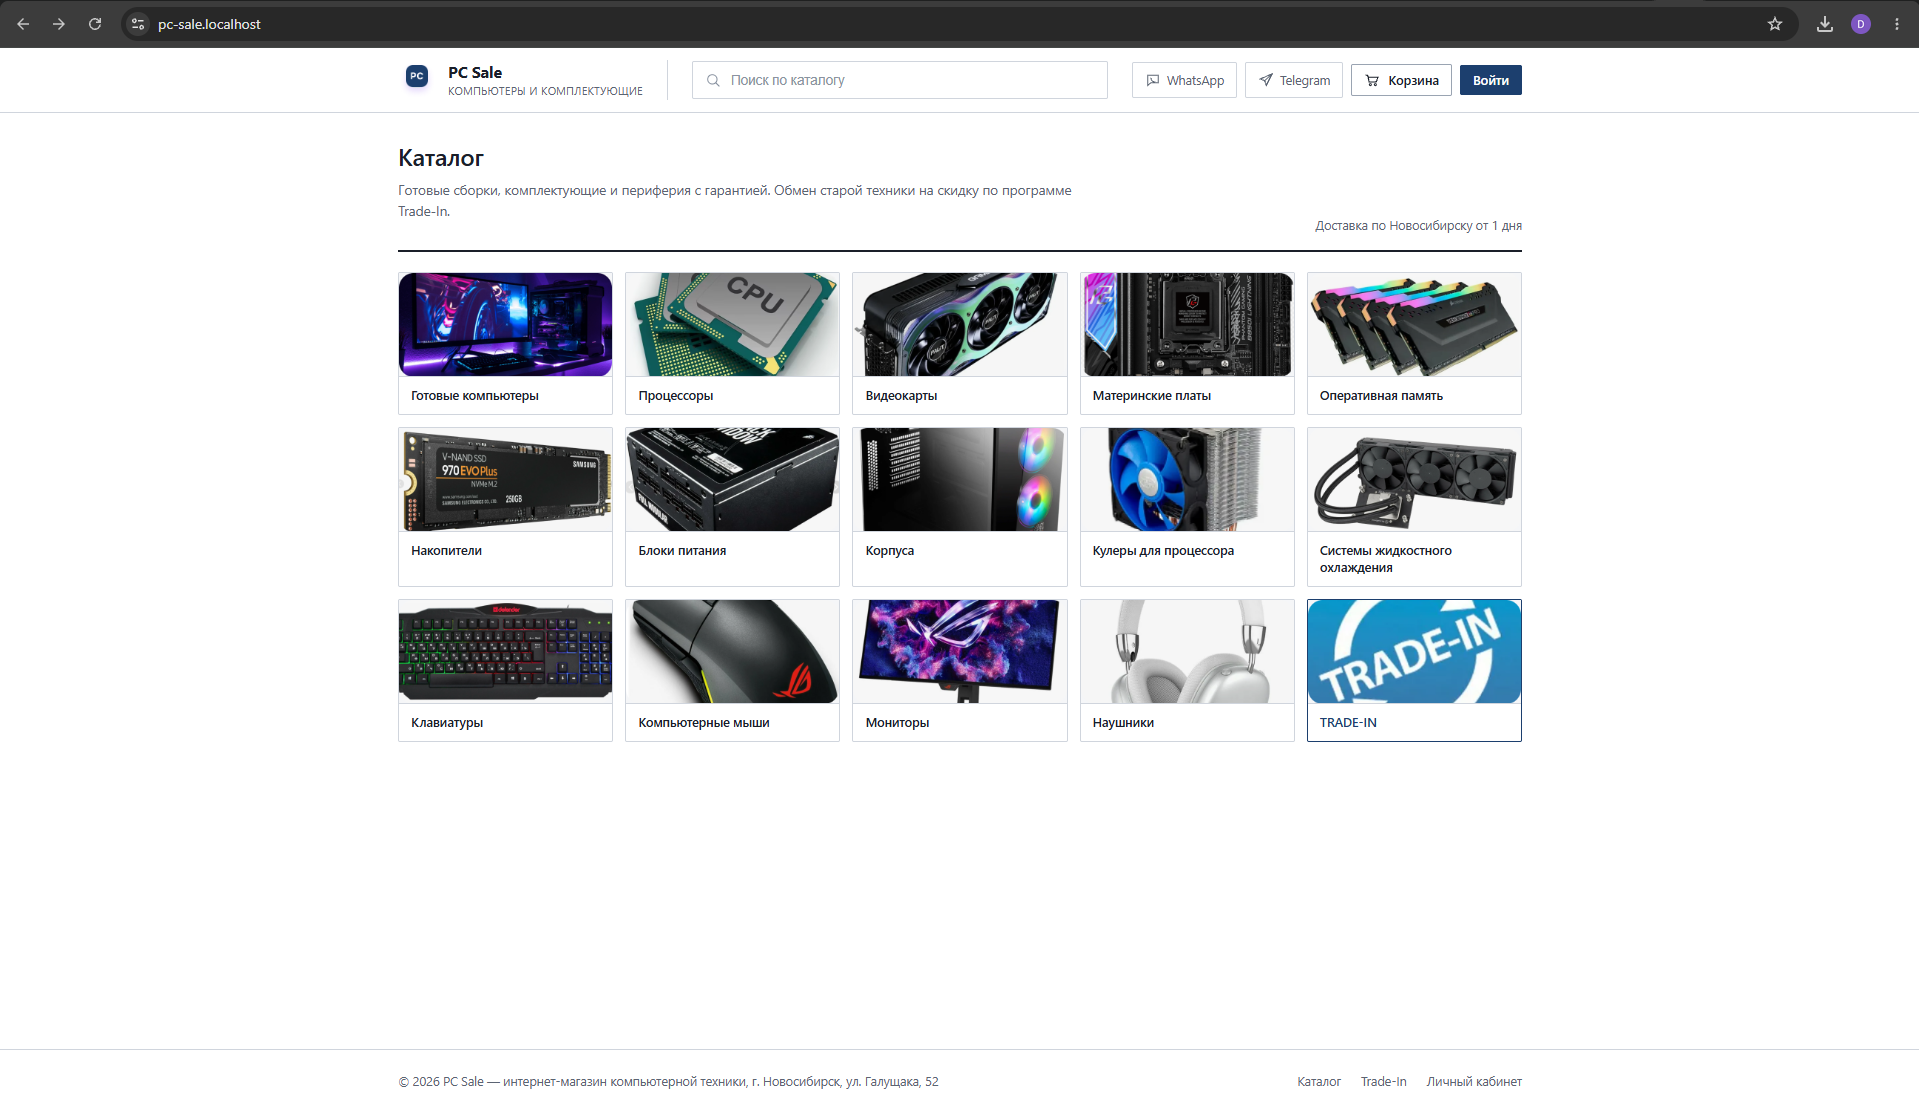 pc-sale.localhost
D
PC
PC Sale
КОМПЬЮТЕРЫ И КОМПЛЕКТУЮЩИЕ
Поиск по каталогу
WhatsApp
Telegram
Корзина
Войти
Каталог
Готовые сборки, комплектующие и периферия с гарантией. Обмен старой техники на скидку по программе
Trade-In.
Доставка по Новосибирску от 1 дня
CPU
Готовые компьютеры
Процессоры
Видеокарты
Материнские платы
Оперативная память
V-NAND SSD
970 EVO Plus
NVMe M.2
250GB
SAMSUNG
Накопители
Блоки питания
Корпуса
Кулеры для процессора
Системы жидкостного
охлаждения
TRADE-IN
Клавиатуры
Компьютерные мыши
Мониторы
Наушники
TRADE-IN
© 2026 PC Sale — интернет-магазин компьютерной техники, г. Новосибирск, ул. Галущака, 52
Каталог
Trade-In
Личный кабинет